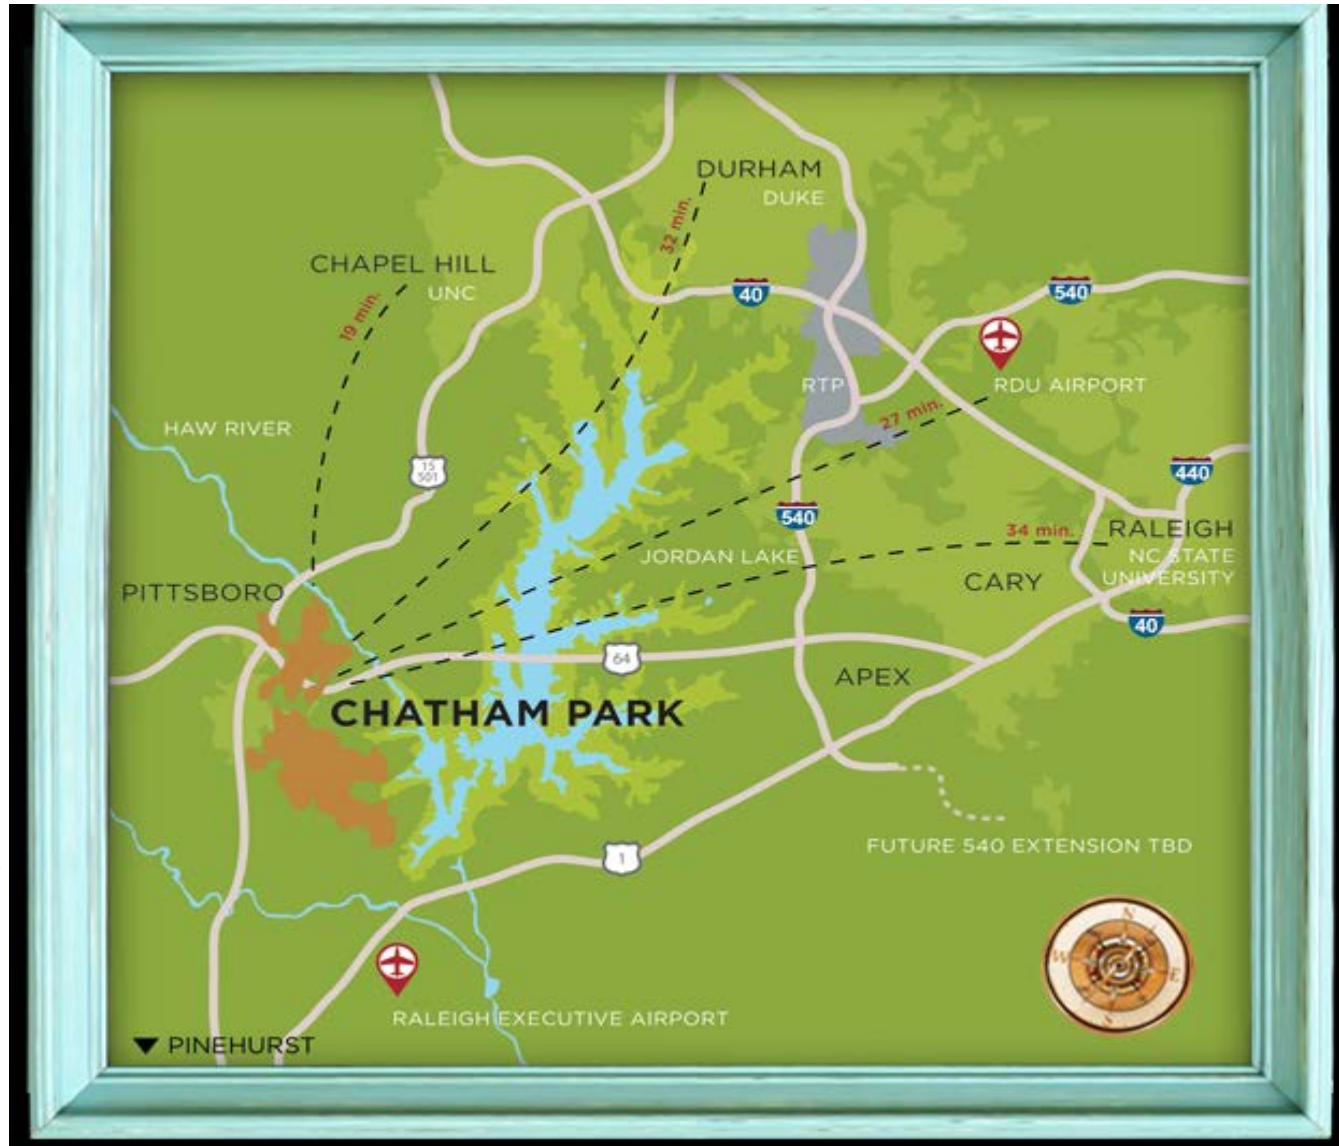 DURHAM
DUKE
32 min.
CHAPEL HILL
UNC
19 min.
40
540
RTP
RDU AIRPORT
27 min.
HAW RIVER
15
501
440
540
34 min.
RALEIGH
NC STATE
UNIVERSITY
JORDAN LAKE
CARY
PITTSBORO
40
64
APEX
CHATHAM PARK
FUTURE 540 EXTENSION TBD
1
N
W
E
S
RALEIGH EXECUTIVE AIRPORT
PINEHURST